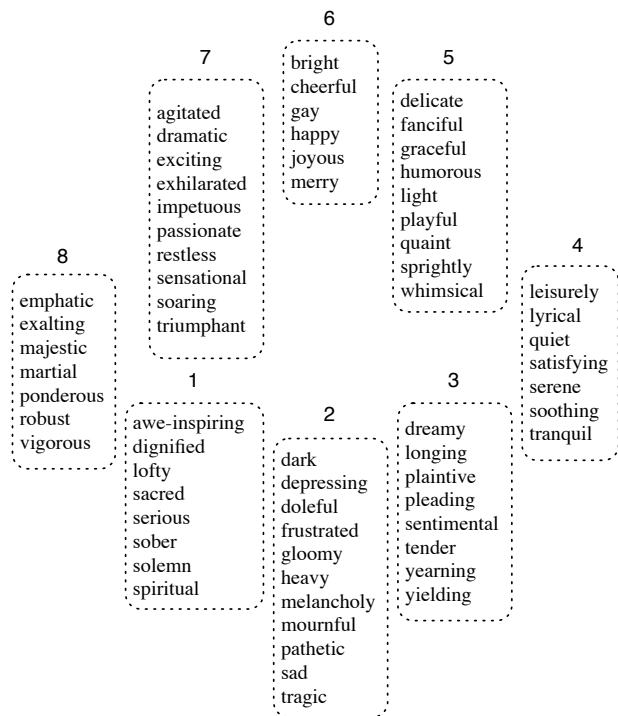 6
bright
cheerful
gay
happy
joyous
merry
7
agitated
dramatic
exciting
exhilarated
impetuous
passionate
restless
sensational
soaring
triumphant
5
delicate
fanciful
graceful
humorous
light
playful
quaint
sprightly
whimsical
8
emphatic
exalting
majestic
martial
ponderous
robust
vigorous
4
leisurely
lyrical
quiet
satisfying
serene
soothing
tranquil
1
awe-inspiring
dignified
lofty
sacred
serious
sober
solemn
spiritual
2
dark
depressing
doleful
frustrated
gloomy
heavy
melancholy
mournful
pathetic
sad
tragic
3
dreamy
longing
plaintive
pleading
sentimental
tender
yearning
yielding